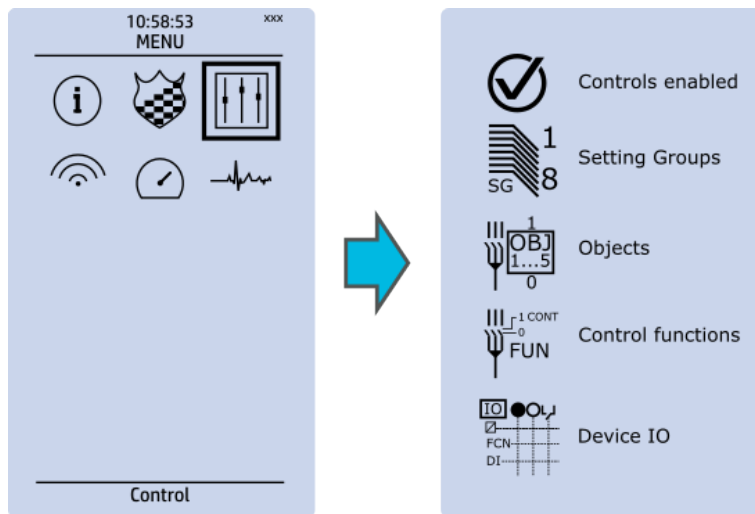 10:58:53 xxx
MENU
i
Control
Controls enabled
1
SG 8
Setting Groups
1
OBJ
1...5
0
Objects
1 CONT
0
FUN
Control functions
IO
FCN
DI
Device IO